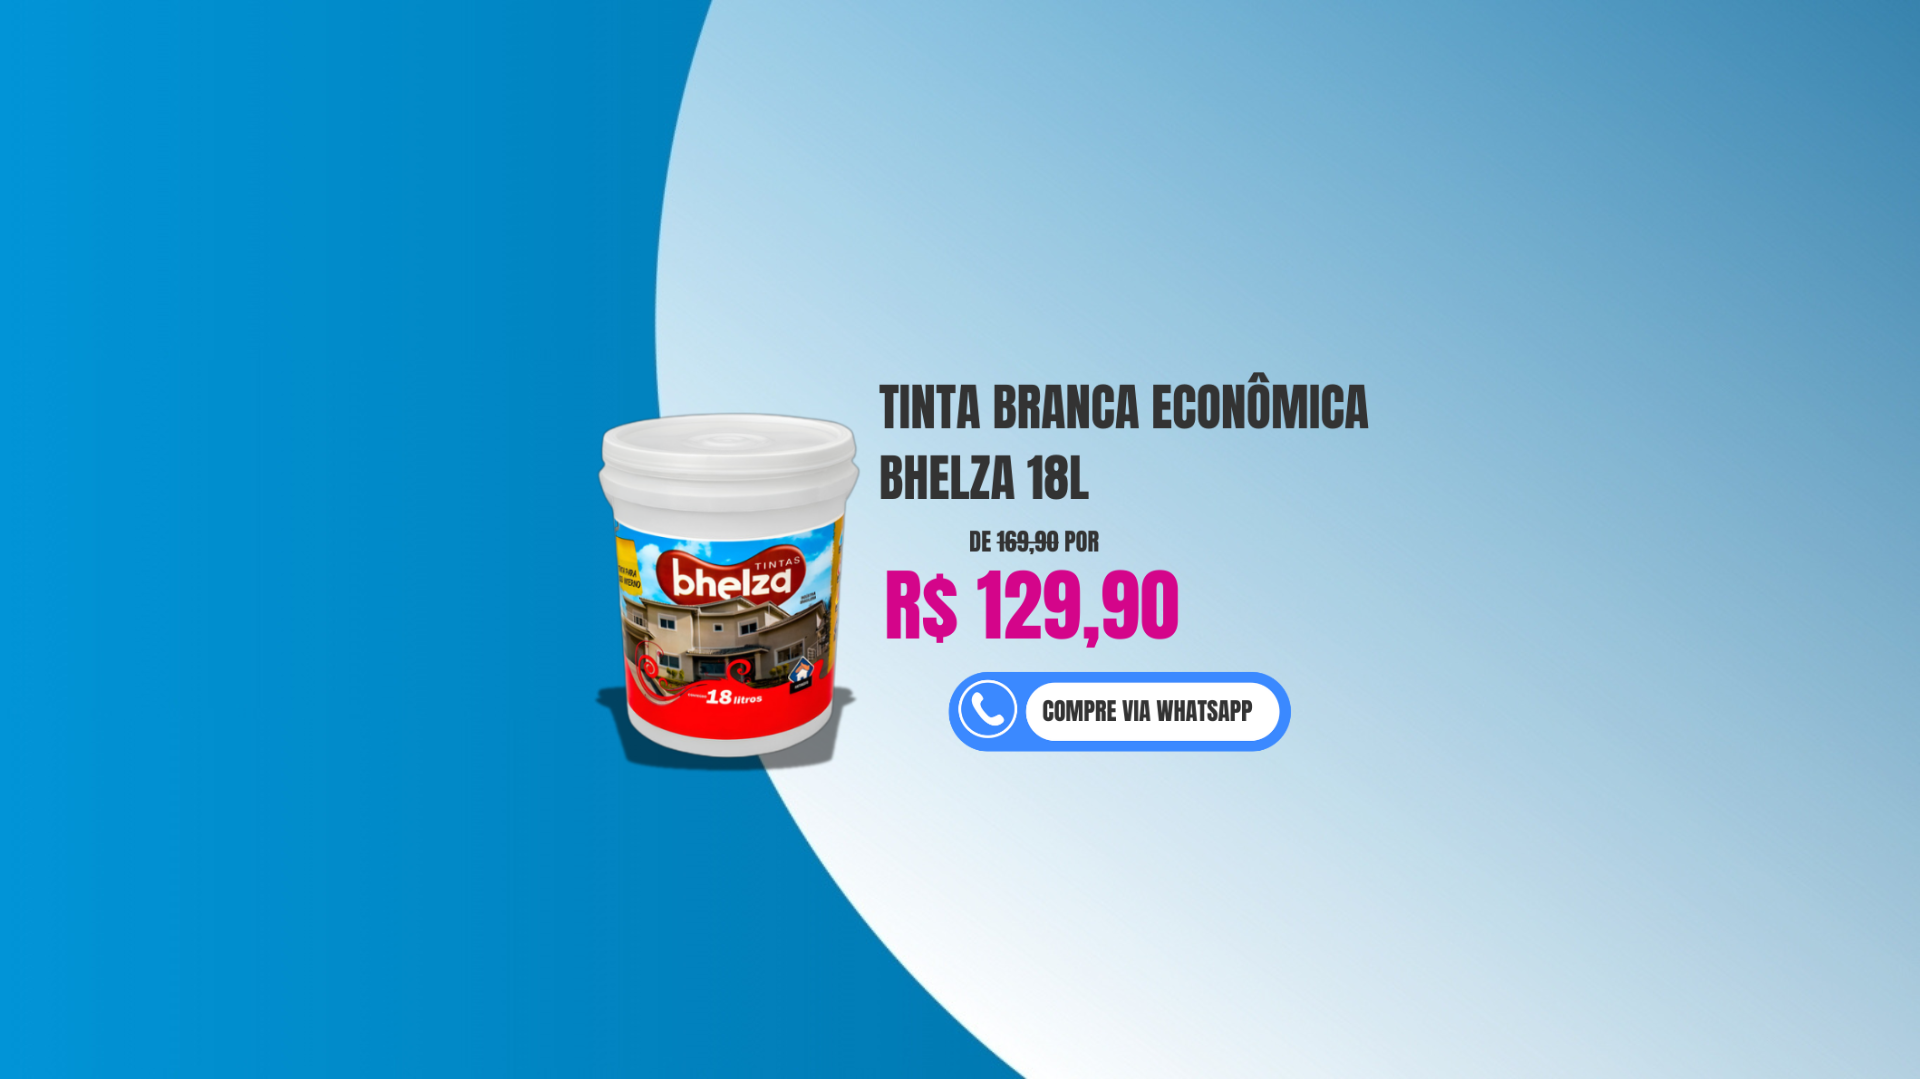 TINTA BRANCA ECONÔMICA
BHELZA 18L
DE 169,90 POR
R$ 129,90
COMPRE VIA WHATSAPP
TINTAS
bhelza
18 litros